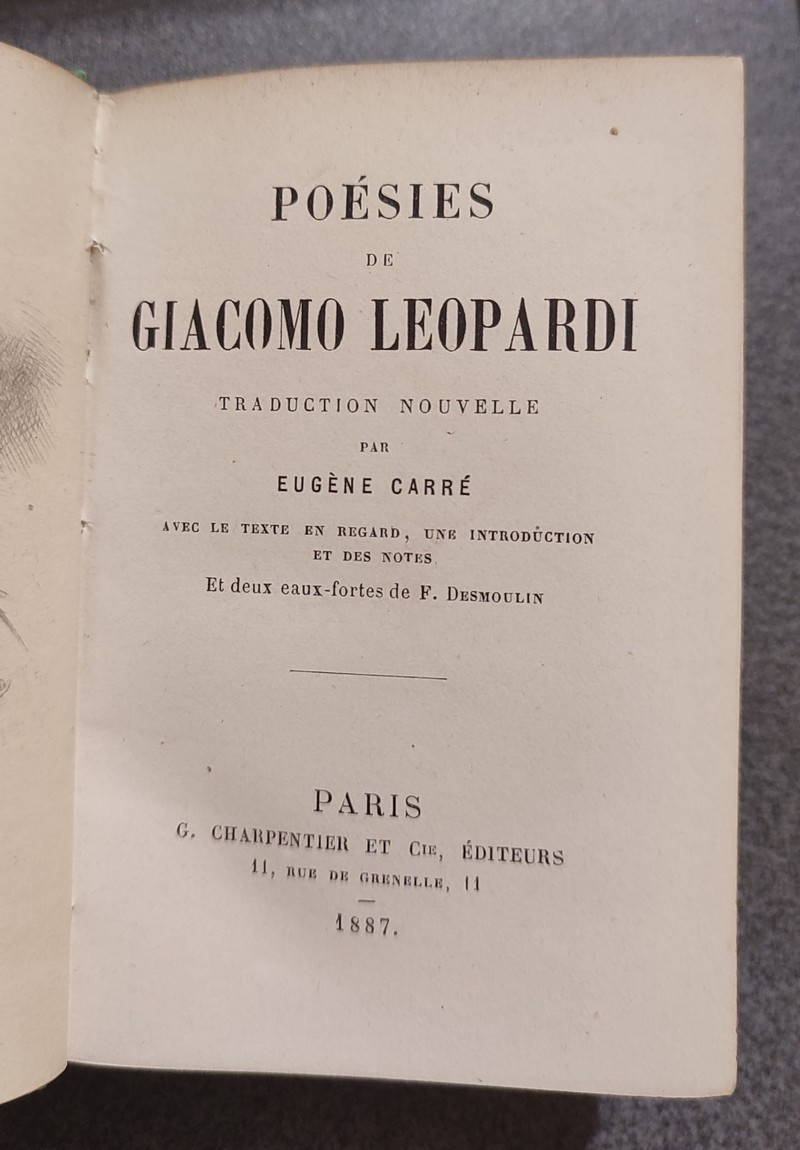 POÉSIES
DE
GIACOMO LEOPARDI
TRADUCTION NOUVELLE
PAR
EUGÈNE CARRÉ
AVEC LE TEXTE EN REGARD, UNE INTRODUCTION
ET DES NOTES
Et deux eaux-fortes de F. DESMOULIN
PARIS
G. CHARPENTIER ET CIE, ÉDITEURS
11, RUE DE GRENELLE, 11
1887.